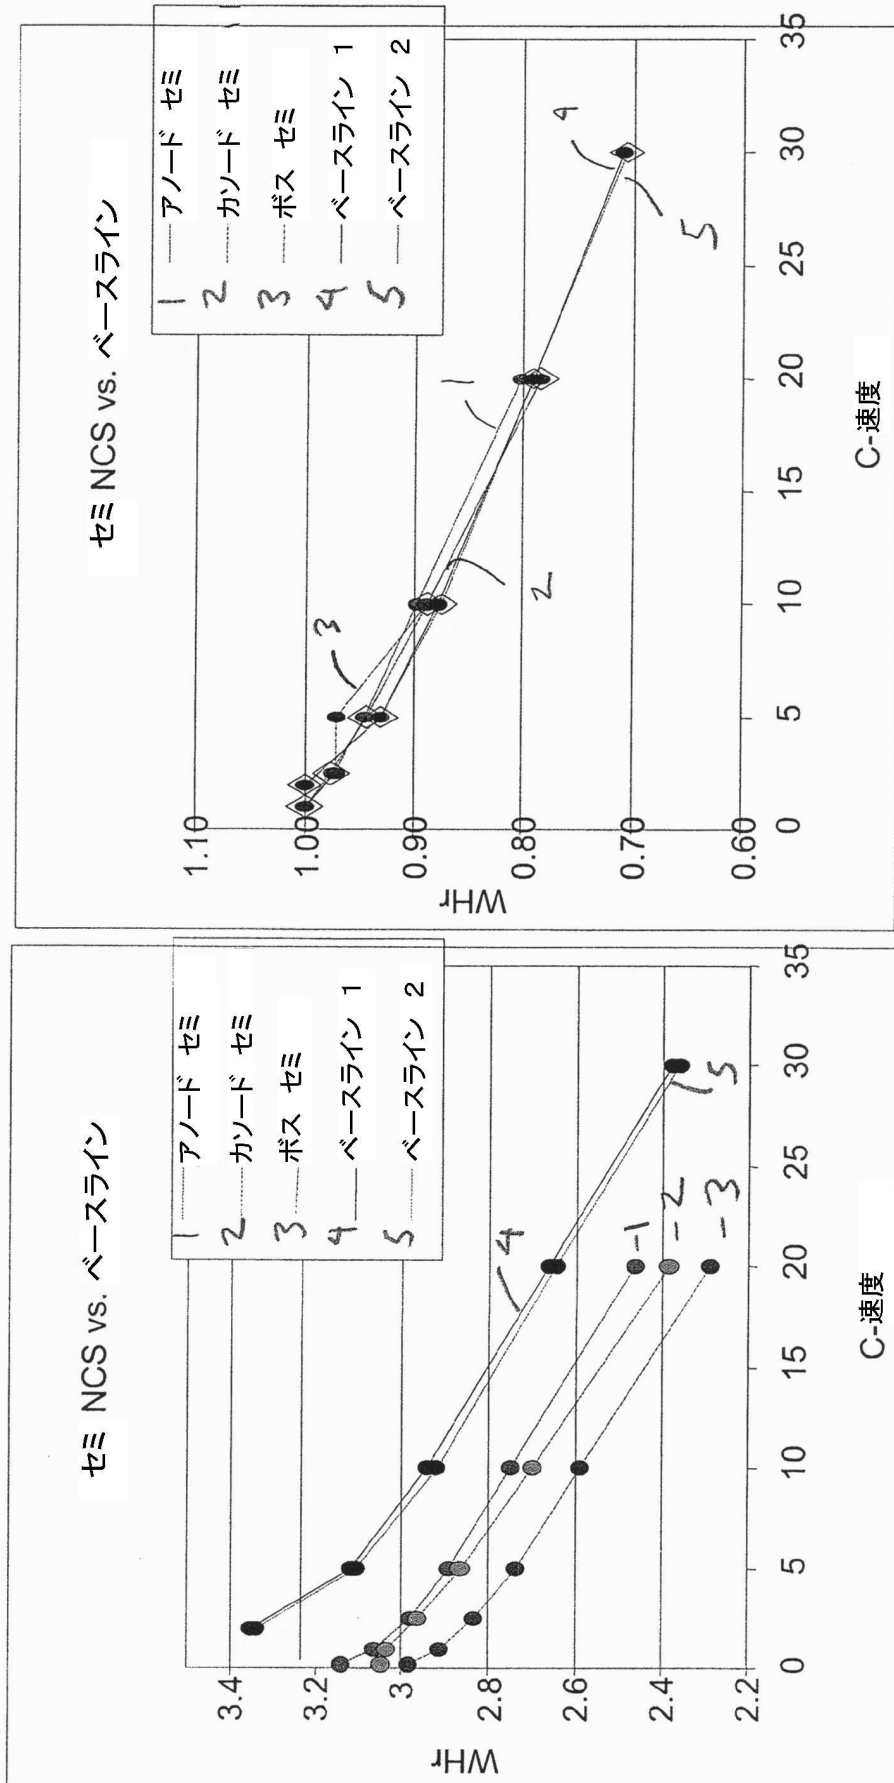 セミ NCS vs. ベースライン
1 アノード セミ
2 カソード セミ
3 ボス セミ
4 ベースライン 1
5 ベースライン 2
WHr
3.4
3.2
3
2.8
2.6
2.4
2.2
0
5
10
15
20
25
30
35
C-速度
4
5
-1
-2
-3
セミ NCS vs. ベースライン
1 アノード セミ
2 カソード セミ
3 ボス セミ
4 ベースライン 1
5 ベースライン 2
WHr
1.10
1.00
0.90
0.80
0.70
0.60
0
5
10
15
20
25
30
35
C-速度
3
1
2
4
5